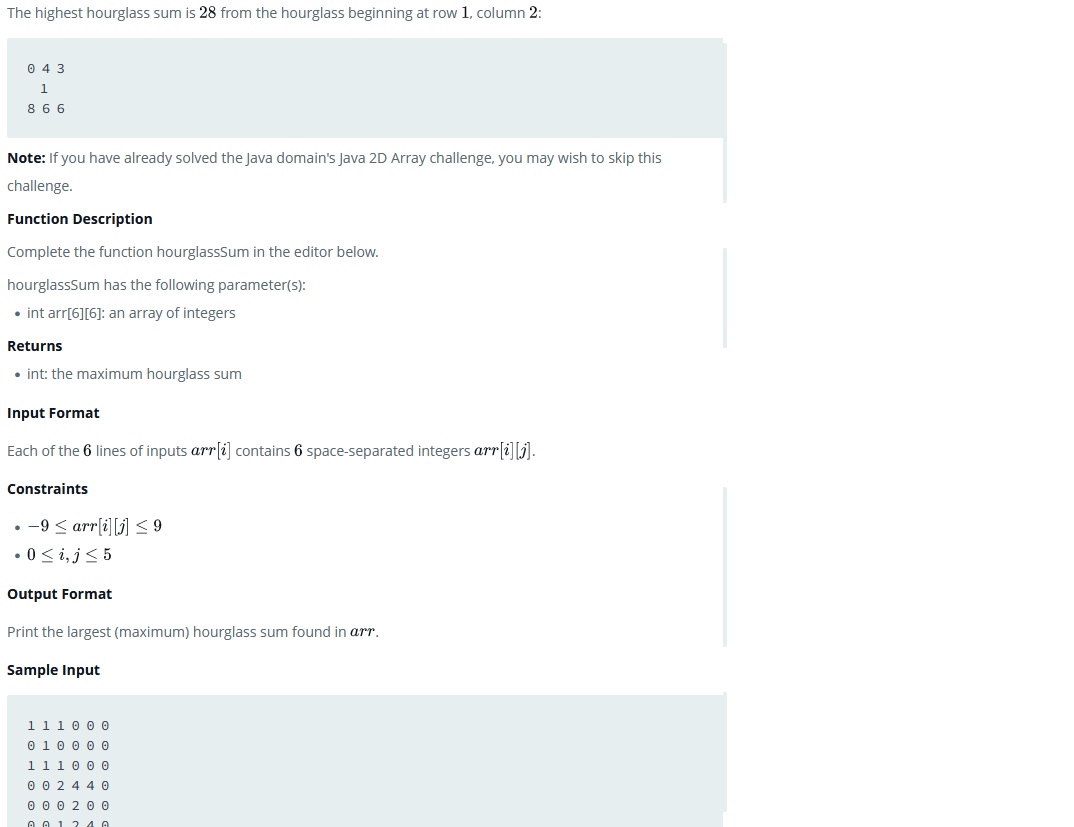 The highest hourglass sum is 28 from the hourglass beginning at row 1, column 2:
0 4 3
1
8 6 6
Note: If you have already solved the Java domain's Java 2D Array challenge, you may wish to skip this
challenge.
Function Description
Complete the function hourglassSum in the editor below.
hourglassSum has the following parameter(s):
• int arr[6][6]: an array of integers
Returns
• int: the maximum hourglass sum
Input Format
Each of the 6 lines of inputs arr[i] contains 6 space-separated integers arr[i][j].
Constraints
• −9 ≤ arr[i][j] ≤ 9
• 0 ≤ i, j ≤ 5
Output Format
Print the largest (maximum) hourglass sum found in arr.
Sample Input
1 1 1 0 0 0
0 1 0 0 0 0
1 1 1 0 0 0
0 0 2 4 4 0
0 0 0 2 0 0
0 0 1 2 4 0